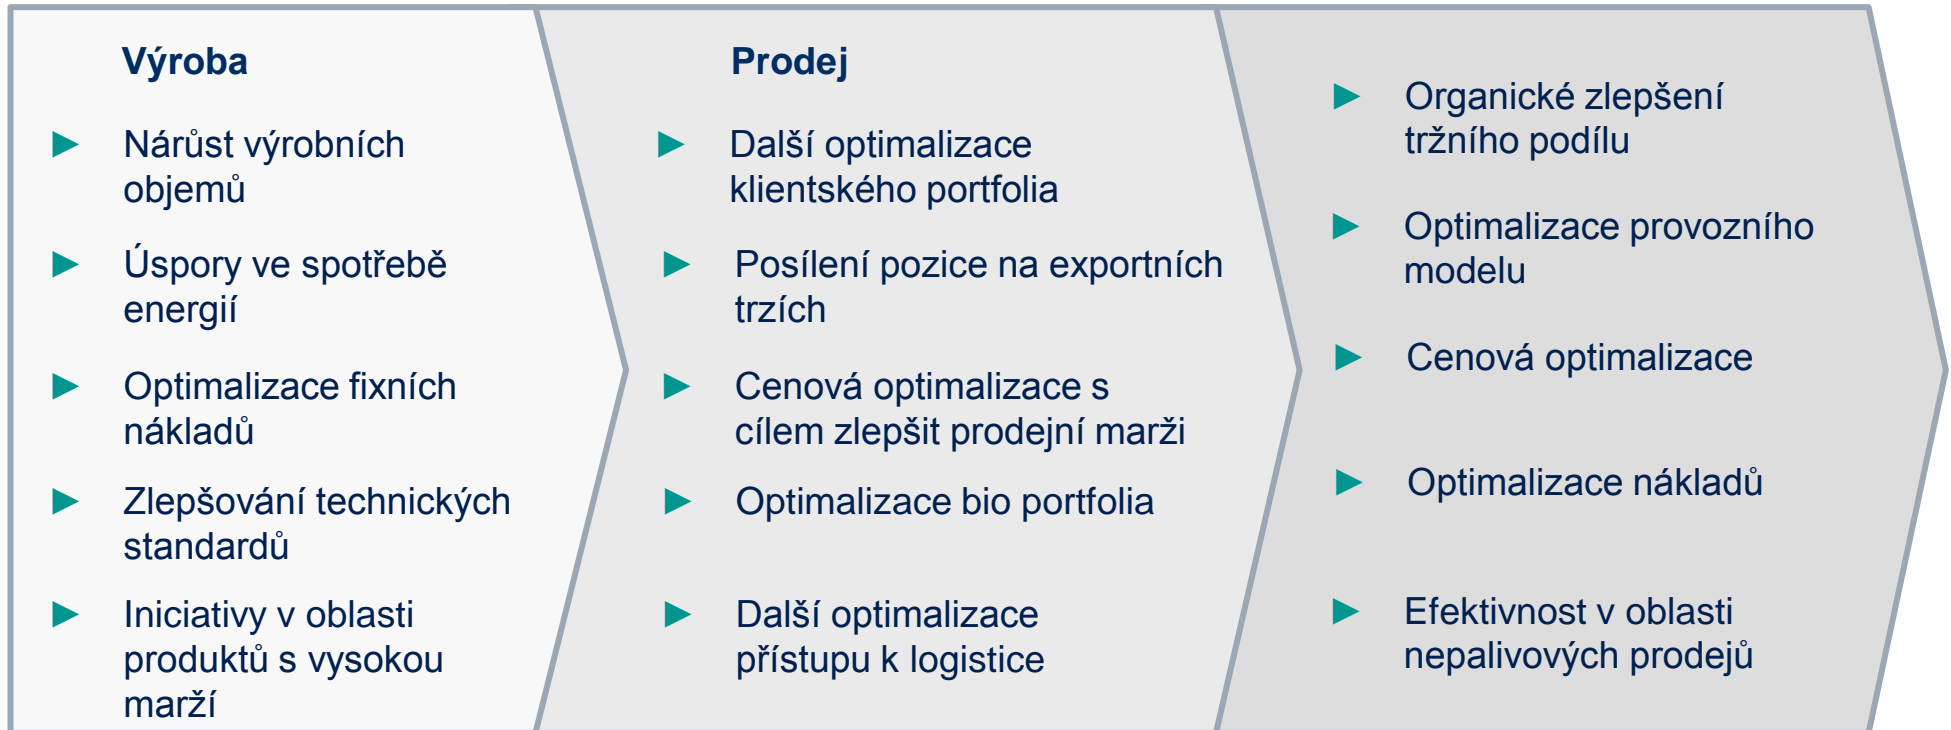 Výroba
► Nárůst výrobních
objemů
► Úspory ve spotřebě
energií
► Optimalizace fixních
nákladů
► Zlepšování technických
standardů
► Iniciativy v oblasti
produktů s vysokou
marží
Prodej
► Další optimalizace
klientského portfolia
► Posílení pozice na exportních
trzích
► Cenová optimalizace s
cílem zlepšit prodejní marži
► Optimalizace bio portfolia
► Další optimalizace
přístupu k logistice
► Organické zlepšení
tržního podílu
► Optimalizace provozního
modelu
► Cenová optimalizace
► Optimalizace nákladů
► Efektivnost v oblasti
nepalivových prodejů